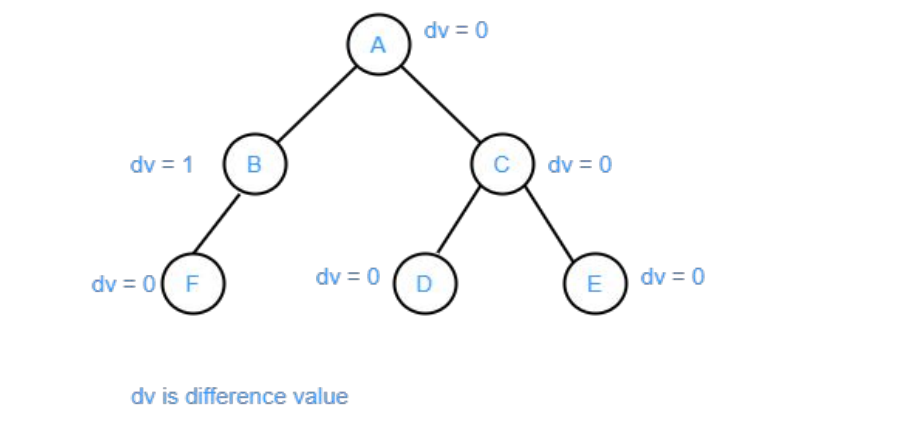 A dv = 0
dv = 1 B C dv = 0
dv = 0 F dv = 0 D E dv = 0
dv is difference value